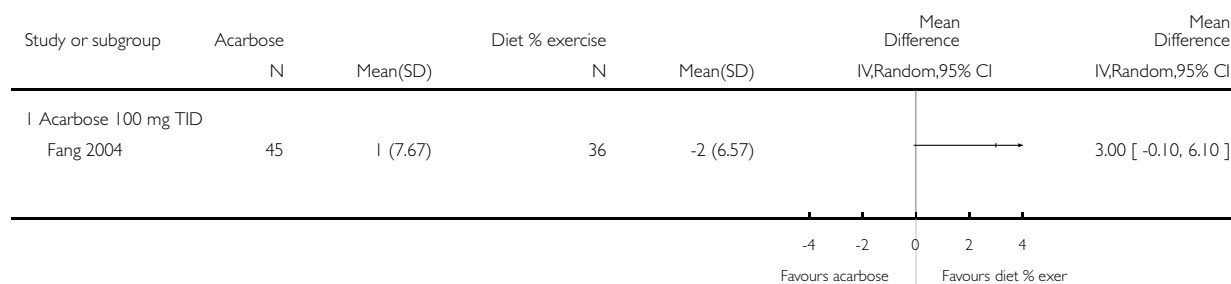 Study or subgroup Acarbose Diet % exercise Mean Difference Mean Difference
N Mean(SD) N Mean(SD) IV,Random,95% CI IV,Random,95% CI
1 Acarbose 100 mg TID
Fang 2004 45 1 (7.67) 36 -2 (6.57) 3.00 [ -0.10, 6.10 ]
-4 -2 0 2 4
Favours acarbose Favours diet % exer